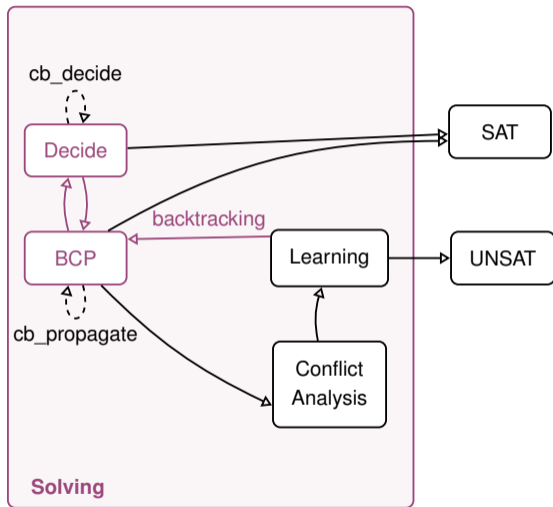 cb_decide
Decide
SAT
backtracking
BCP
Learning
UNSAT
cb_propagate
Conflict
Analysis
Solving